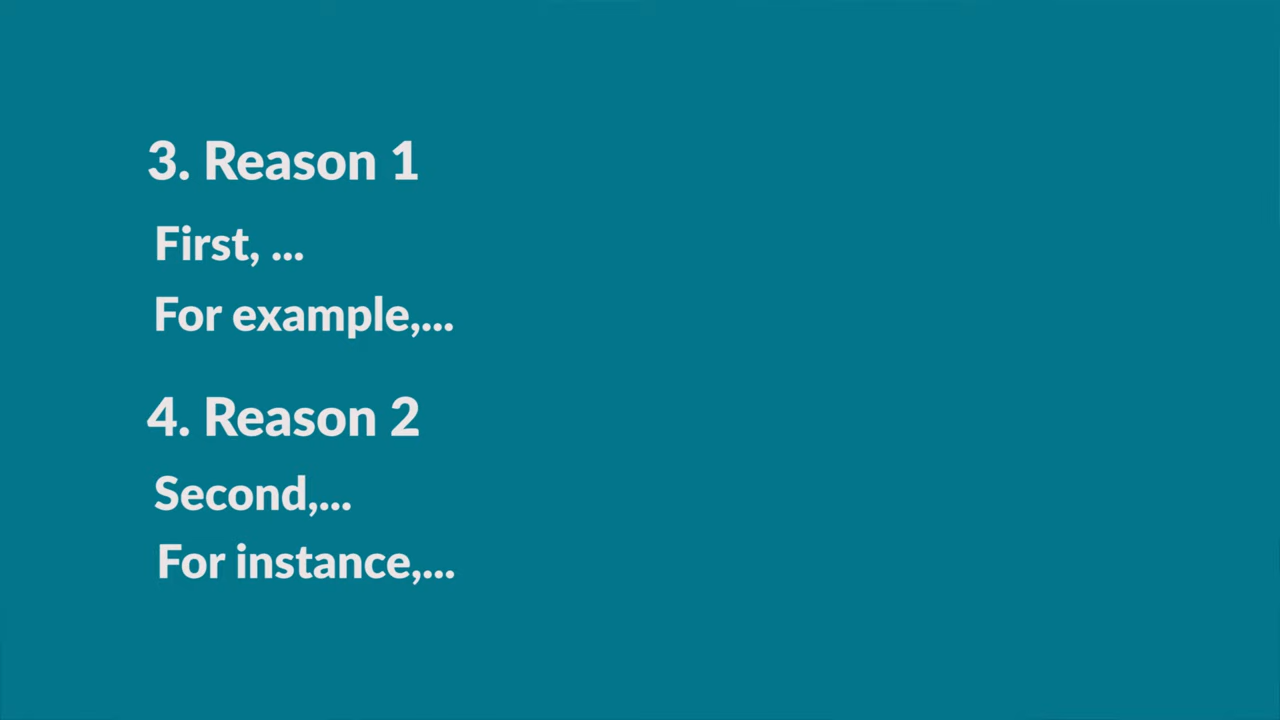 3. Reason 1
First, ...
For example,...
4. Reason 2
Second,...
For instance,...